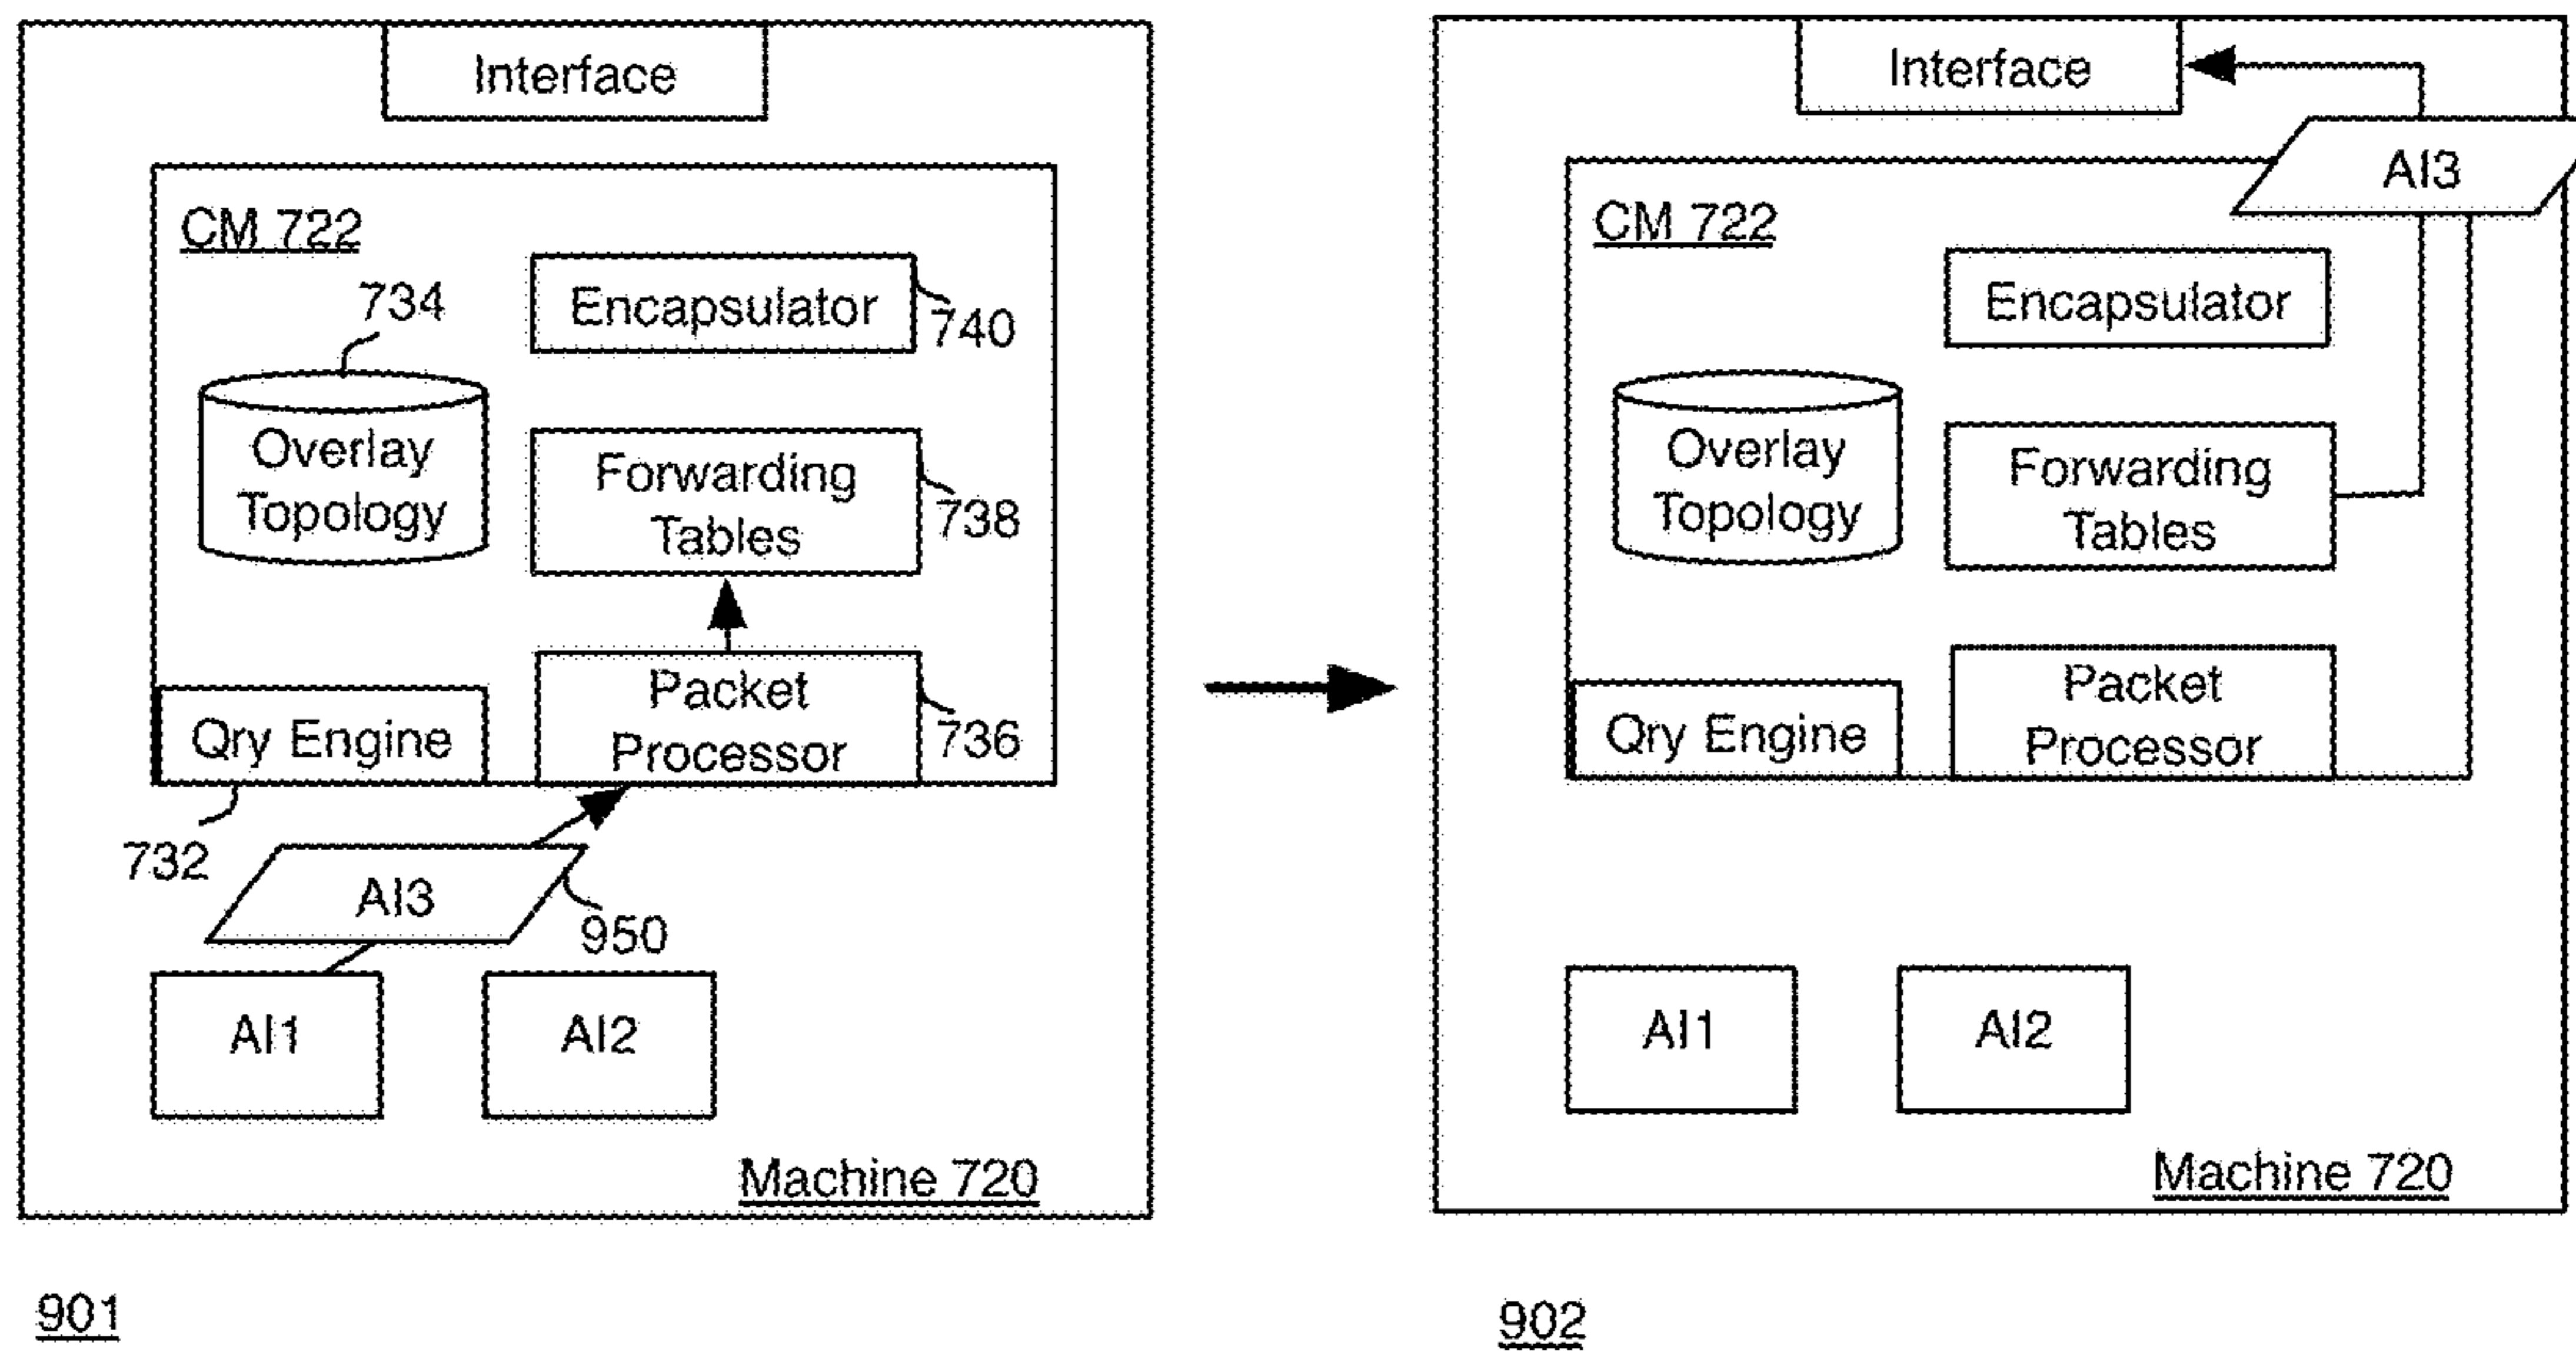 Interface
CM 722
734
Encapsulator
740
Overlay
Topology
Forwarding
Tables
738
Qry Engine
Packet
Processor
736
732
AI3
950
AI1
AI2
Machine 720
901
Interface
AI3
CM 722
Encapsulator
Overlay
Topology
Forwarding
Tables
Qry Engine
Packet
Processor
AI1
AI2
Machine 720
902